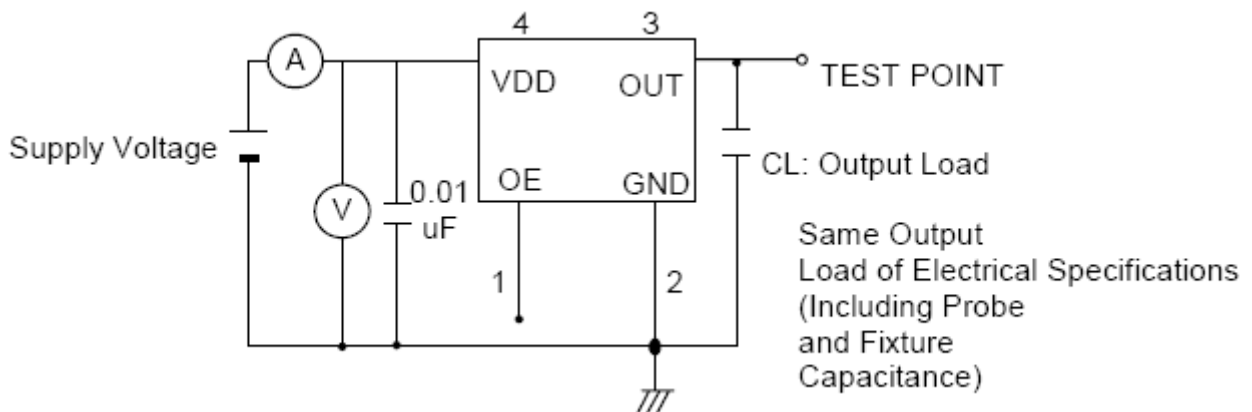 4
3
A
VDD
OUT
TEST POINT
Supply Voltage
OE
GND
CL: Output Load
V
0.01
uF
1
2
Same Output
Load of Electrical Specifications
(Including Probe
and Fixture
Capacitance)